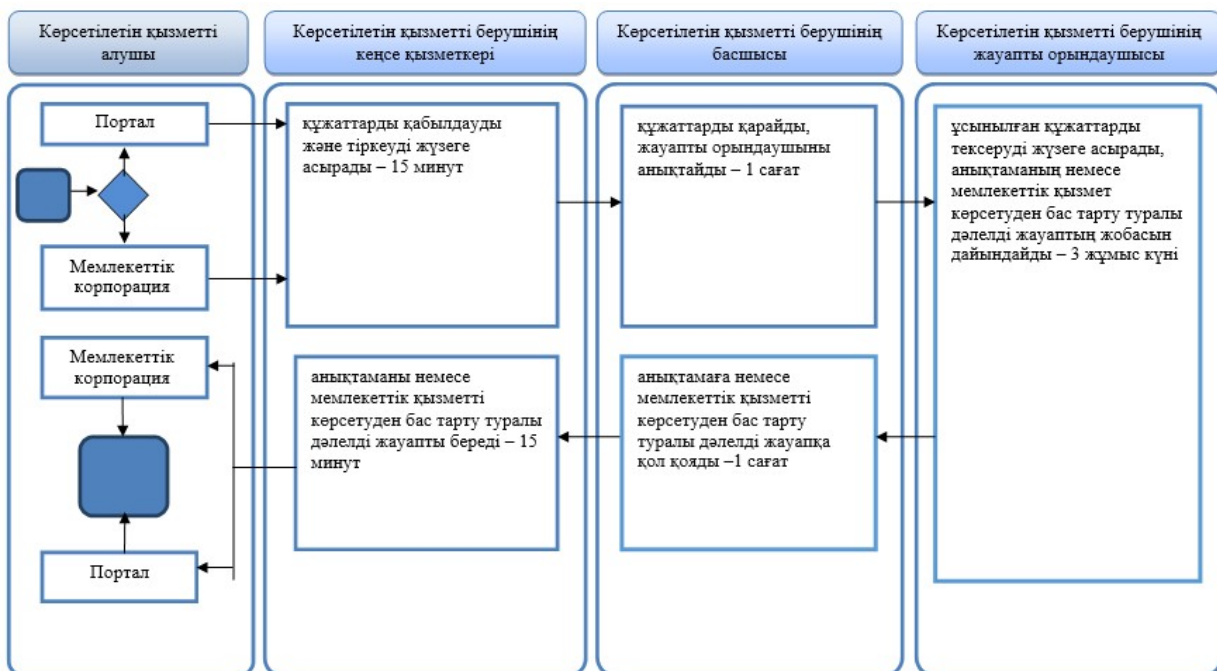 Көрсетілетін қызметті
алушы
Көрсетілетін қызметті берушінің
кеңсе қызметкері
Көрсетілетін қызметті берушінің
басшысы
Көрсетілетін қызметті берушінің
жауапты орындаушысы
Портал
Мемлекеттік
корпорация
құжаттарды қабылдауды
және тіркеуді жүзеге
асырады – 15 минут
құжаттарды қарайды,
жауапты орындаушыны
анықтайды – 1 сағат
ұсынылған құжаттарды
тексеруді жүзеге асырады,
анықтаманың немесе
мемлекеттік қызмет
көрсетуден бас тарту туралы
дәлелді жауаптың жобасын
дайындайды – 3 жұмыс күні
Мемлекеттік
корпорация
Портал
анықтаманы немесе
мемлекеттік қызметті
көрсетуден бас тарту туралы
дәлелді жауапты береді – 15
минут
анықтамаға немесе
мемлекеттік қызметті
көрсетуден бас тарту
туралы дәлелді жауапқа
қол қояды –1 сағат